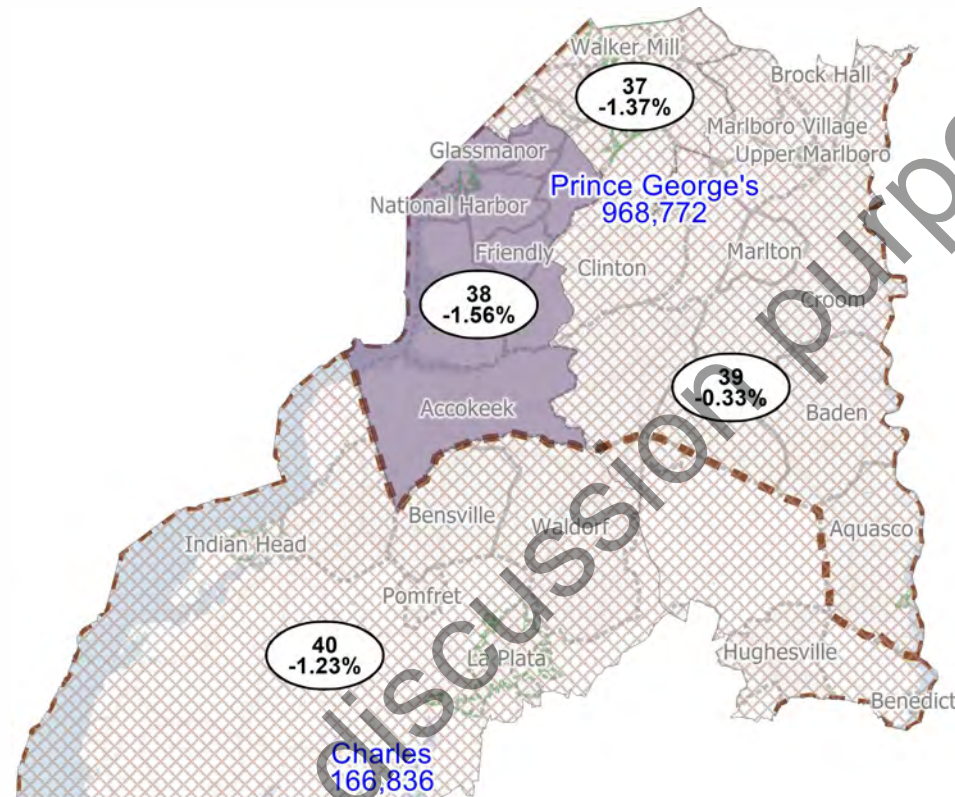 Walker Mill
37
-1.37%
Brock Hall
Marlboro Village
Upper Marlboro
Glassmanor
Prince George's
968,772
National Harbor
Friendly
Clinton
Marlton
38
-1.56%
Croom
39
-0.33%
Accokeek
Baden
Bensville
Waldorf
Indian Head
Aquasco
Pomfret
40
-1.23%
La Plata
Hughesville
Benedict
Charles
166,836
discussion purpo